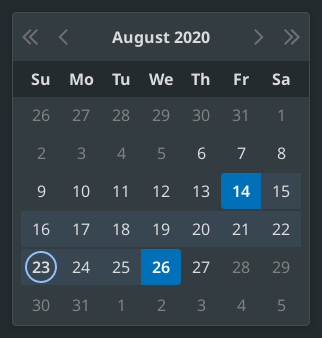 August 2020
Su Mo Tu We Th Fr Sa
26 27 28 29 30 31 1
2 3 4 5 6 7 8
9 10 11 12 13 14 15
16 17 18 19 20 21 22
23 24 25 26 27 28 29
30 31 1 2 3 4 5